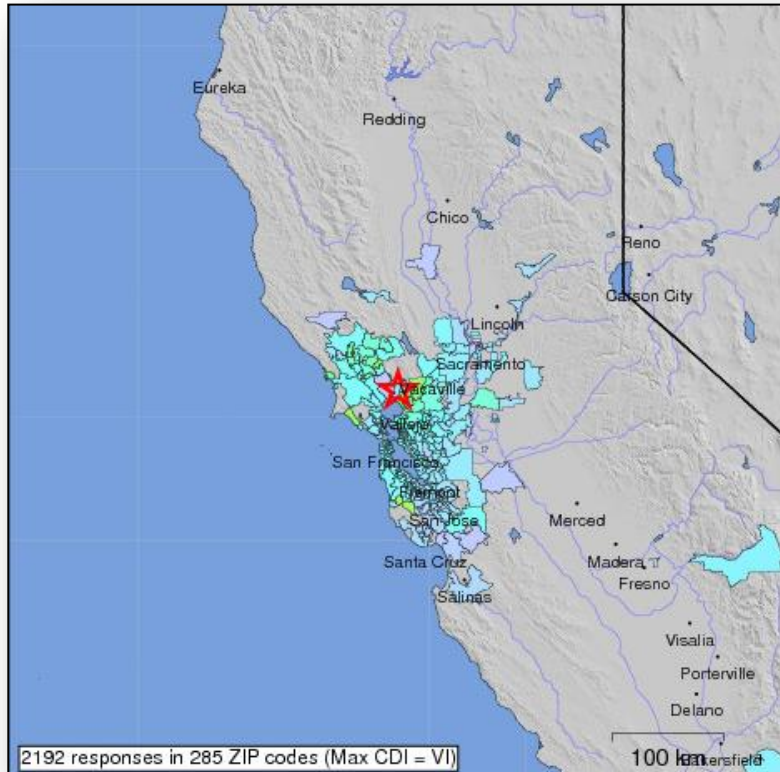 Eureka
Redding
Chico
Reno
Carson City
Lincoln
Sacramento
Vacaville
Vallejo
San Francisco
Fremont
San Jose
Merced
Santa Cruz
Madera
Fresno
Salinas
Visalia
Porterville
Delano
2192 responses in 285 ZIP codes (Max CDI = VI)
100 km
Bakersfield